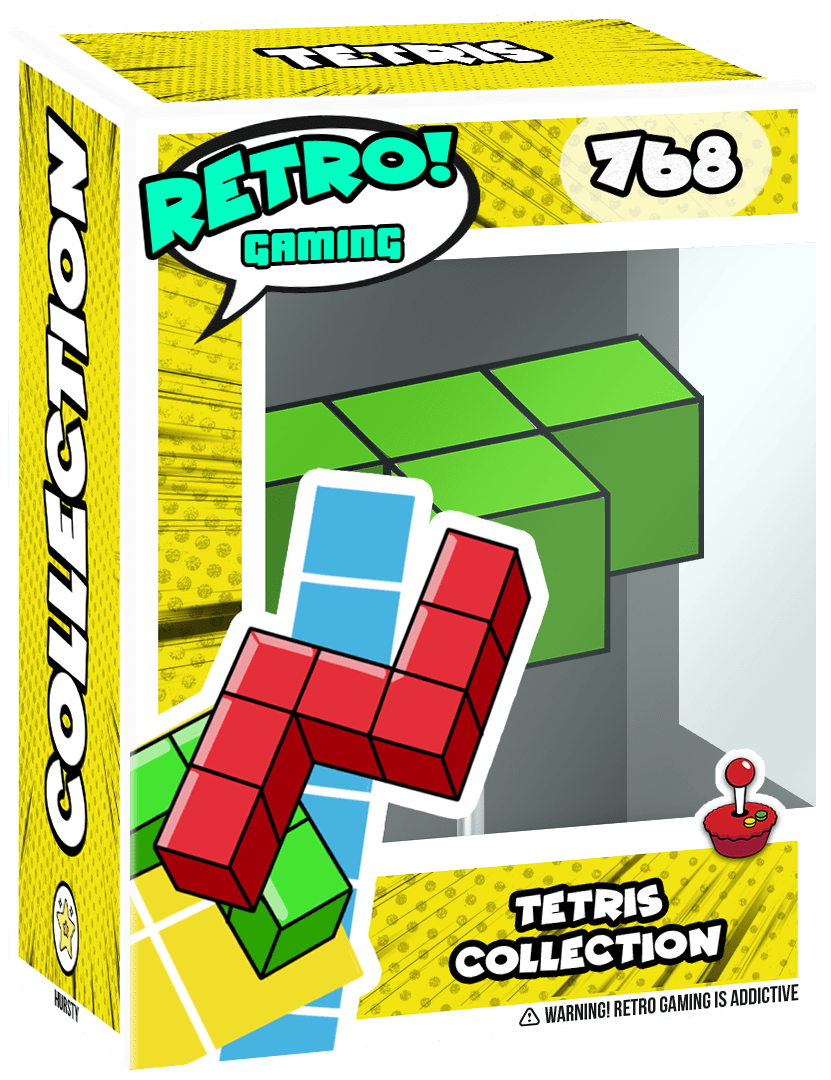 TETRIS
RETRO!
GAMING
768
COLLECTION
TETRIS
COLLECTION
HURSTY
WARNING! RETRO GAMING IS ADDICTIVE